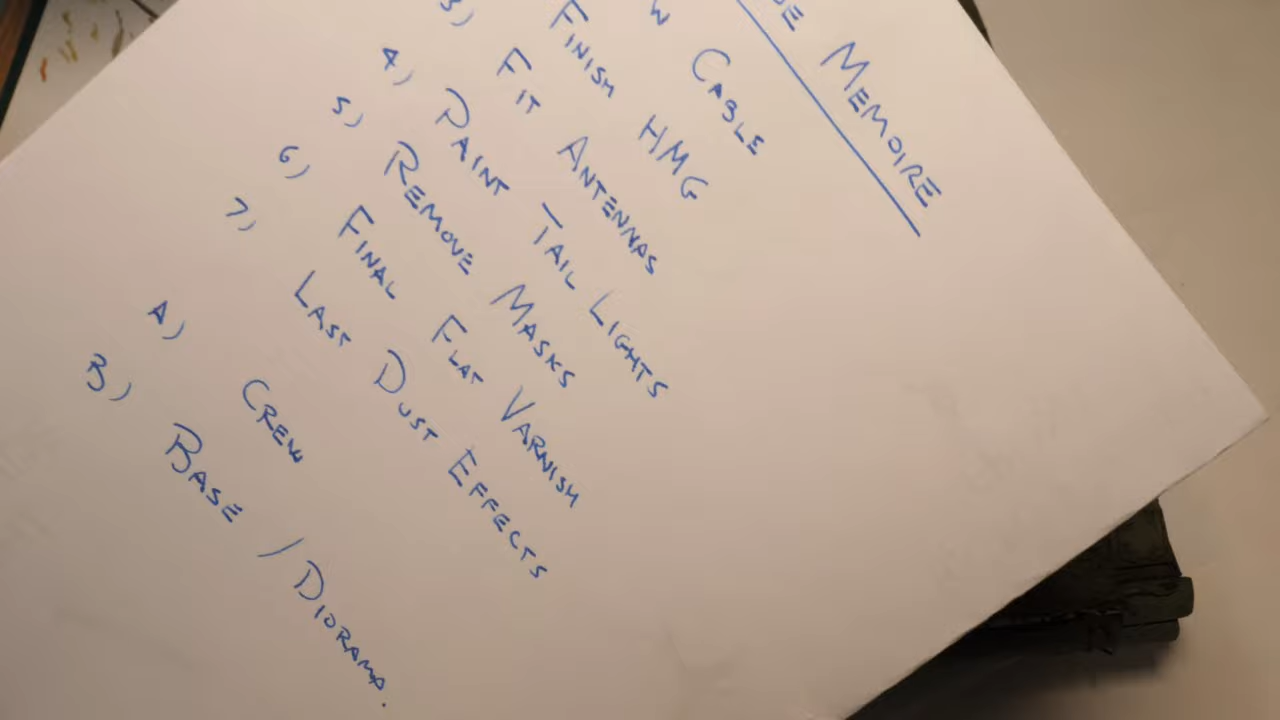 DE MEMOIRE
W CABLE
FINISH HMG
3) FIT ANTENNAS
4) PAINT TAIL LIGHTS
5) REMOVE MASKS
6) FINAL FLAT VARNISH
7) LAST DUST EFFECTS
A) CREW
B) BASE / DIORAMA.